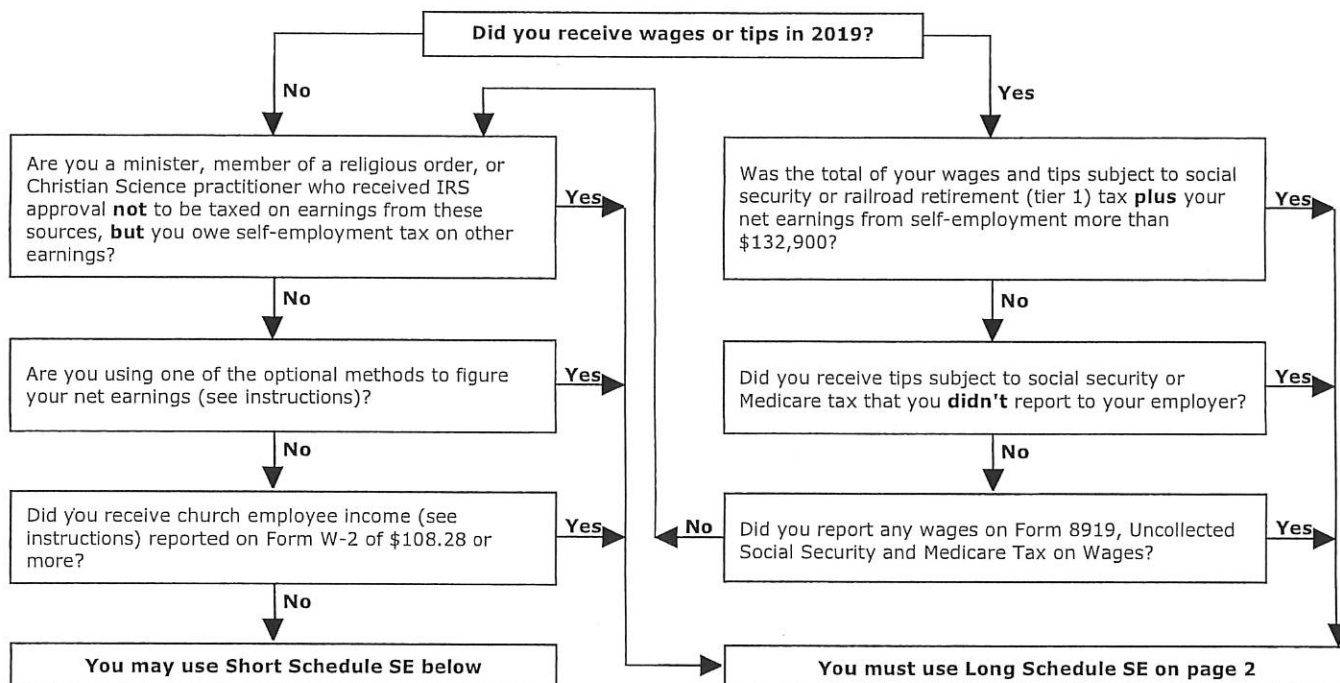 Did you receive wages or tips in 2019?
No
Yes
Are you a minister, member of a religious order, or
Christian Science practitioner who received IRS
approval not to be taxed on earnings from these
sources, but you owe self-employment tax on other
earnings?
Yes
Was the total of your wages and tips subject to social
security or railroad retirement (tier 1) tax plus your
net earnings from self-employment more than
$132,900?
Yes
No
No
Are you using one of the optional methods to figure
your net earnings (see instructions)?
Yes
Did you receive tips subject to social security or
Medicare tax that you didn't report to your employer?
Yes
No
No
Did you receive church employee income (see
instructions) reported on Form W-2 of $108.28 or
more?
Yes
No
Did you report any wages on Form 8919, Uncollected
Social Security and Medicare Tax on Wages?
Yes
No
You may use Short Schedule SE below
You must use Long Schedule SE on page 2